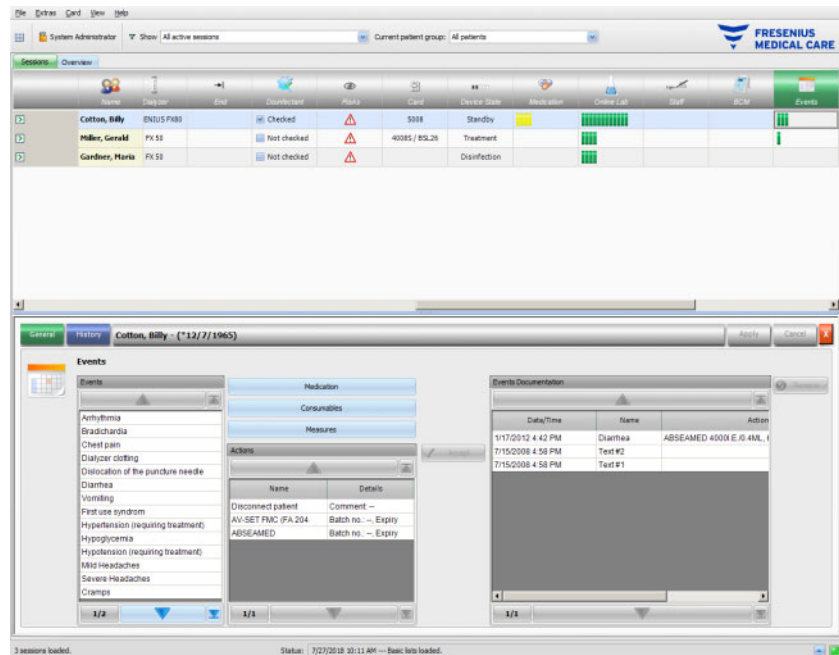 File Extras Card View Help
System Administrator Show All active sessions Current patient group: All patients
FRESENIUS
MEDICAL CARE
Sessions Overview
Name Dialyzer End Disinfectant Risks Card Device State Medication Online Lab Staff BCM Events
Cotton, Billy ENIUS FX80 Checked 5008 Standby
Miller, Gerald FX 50 Not checked 4008S / BSL26 Treatment
Gardner, Maria FX 50 Not checked Disinfection
General History Cotton, Billy - (*12/7/1965) Apply Cancel X
Events
Events Medication Events Documentation
Consumables
Measures
Date/Time Name Action
Arrhythmia
Bradichardia
Chest pain
Dialyzer clotting
Dislocation of the puncture needle
Diarrhea
Vomiting
First use syndrom
Hypertension (requiring treatment)
Hypoglycemia
Hypotension (requiring treatment)
Mild Headaches
Severe Headaches
Cramps
1/2
Actions
Name Details
Disconnect patient Comment: --
AV-SET FMC (FA 204 Batch no.: --, Expiry
ABSEAMED Batch no.: --, Expiry
1/1
1/17/2012 4:42 PM Diarrhea ABSEAMED 4000I.E./0.4ML,
7/15/2008 4:58 PM Text #2
7/15/2008 4:58 PM Text #1
1/1
3 sessions loaded. Status: 7/27/2018 10:11 AM --- Basic lists loaded.